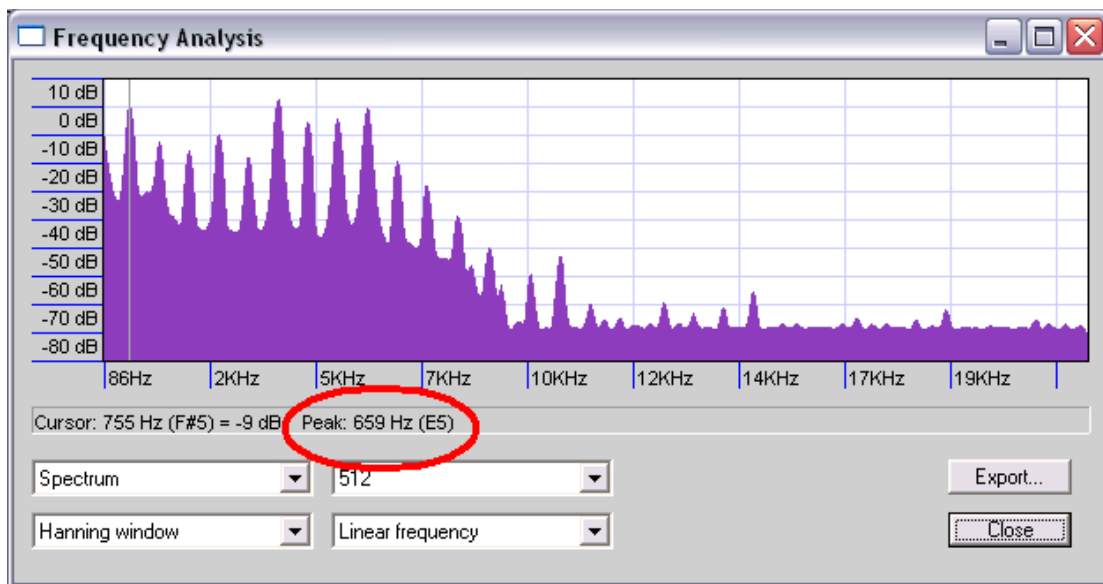 Frequency Analysis
10 dB
0 dB
-10 dB
-20 dB
-30 dB
-40 dB
-50 dB
-60 dB
-70 dB
-80 dB
86Hz 2KHz 5KHz 7KHz 10KHz 12KHz 14KHz 17KHz 19KHz
Cursor: 755 Hz (F#5) = -9 dB Peak: 659 Hz (E5)
Spectrum 512 Export...
Hanning window Linear frequency Close